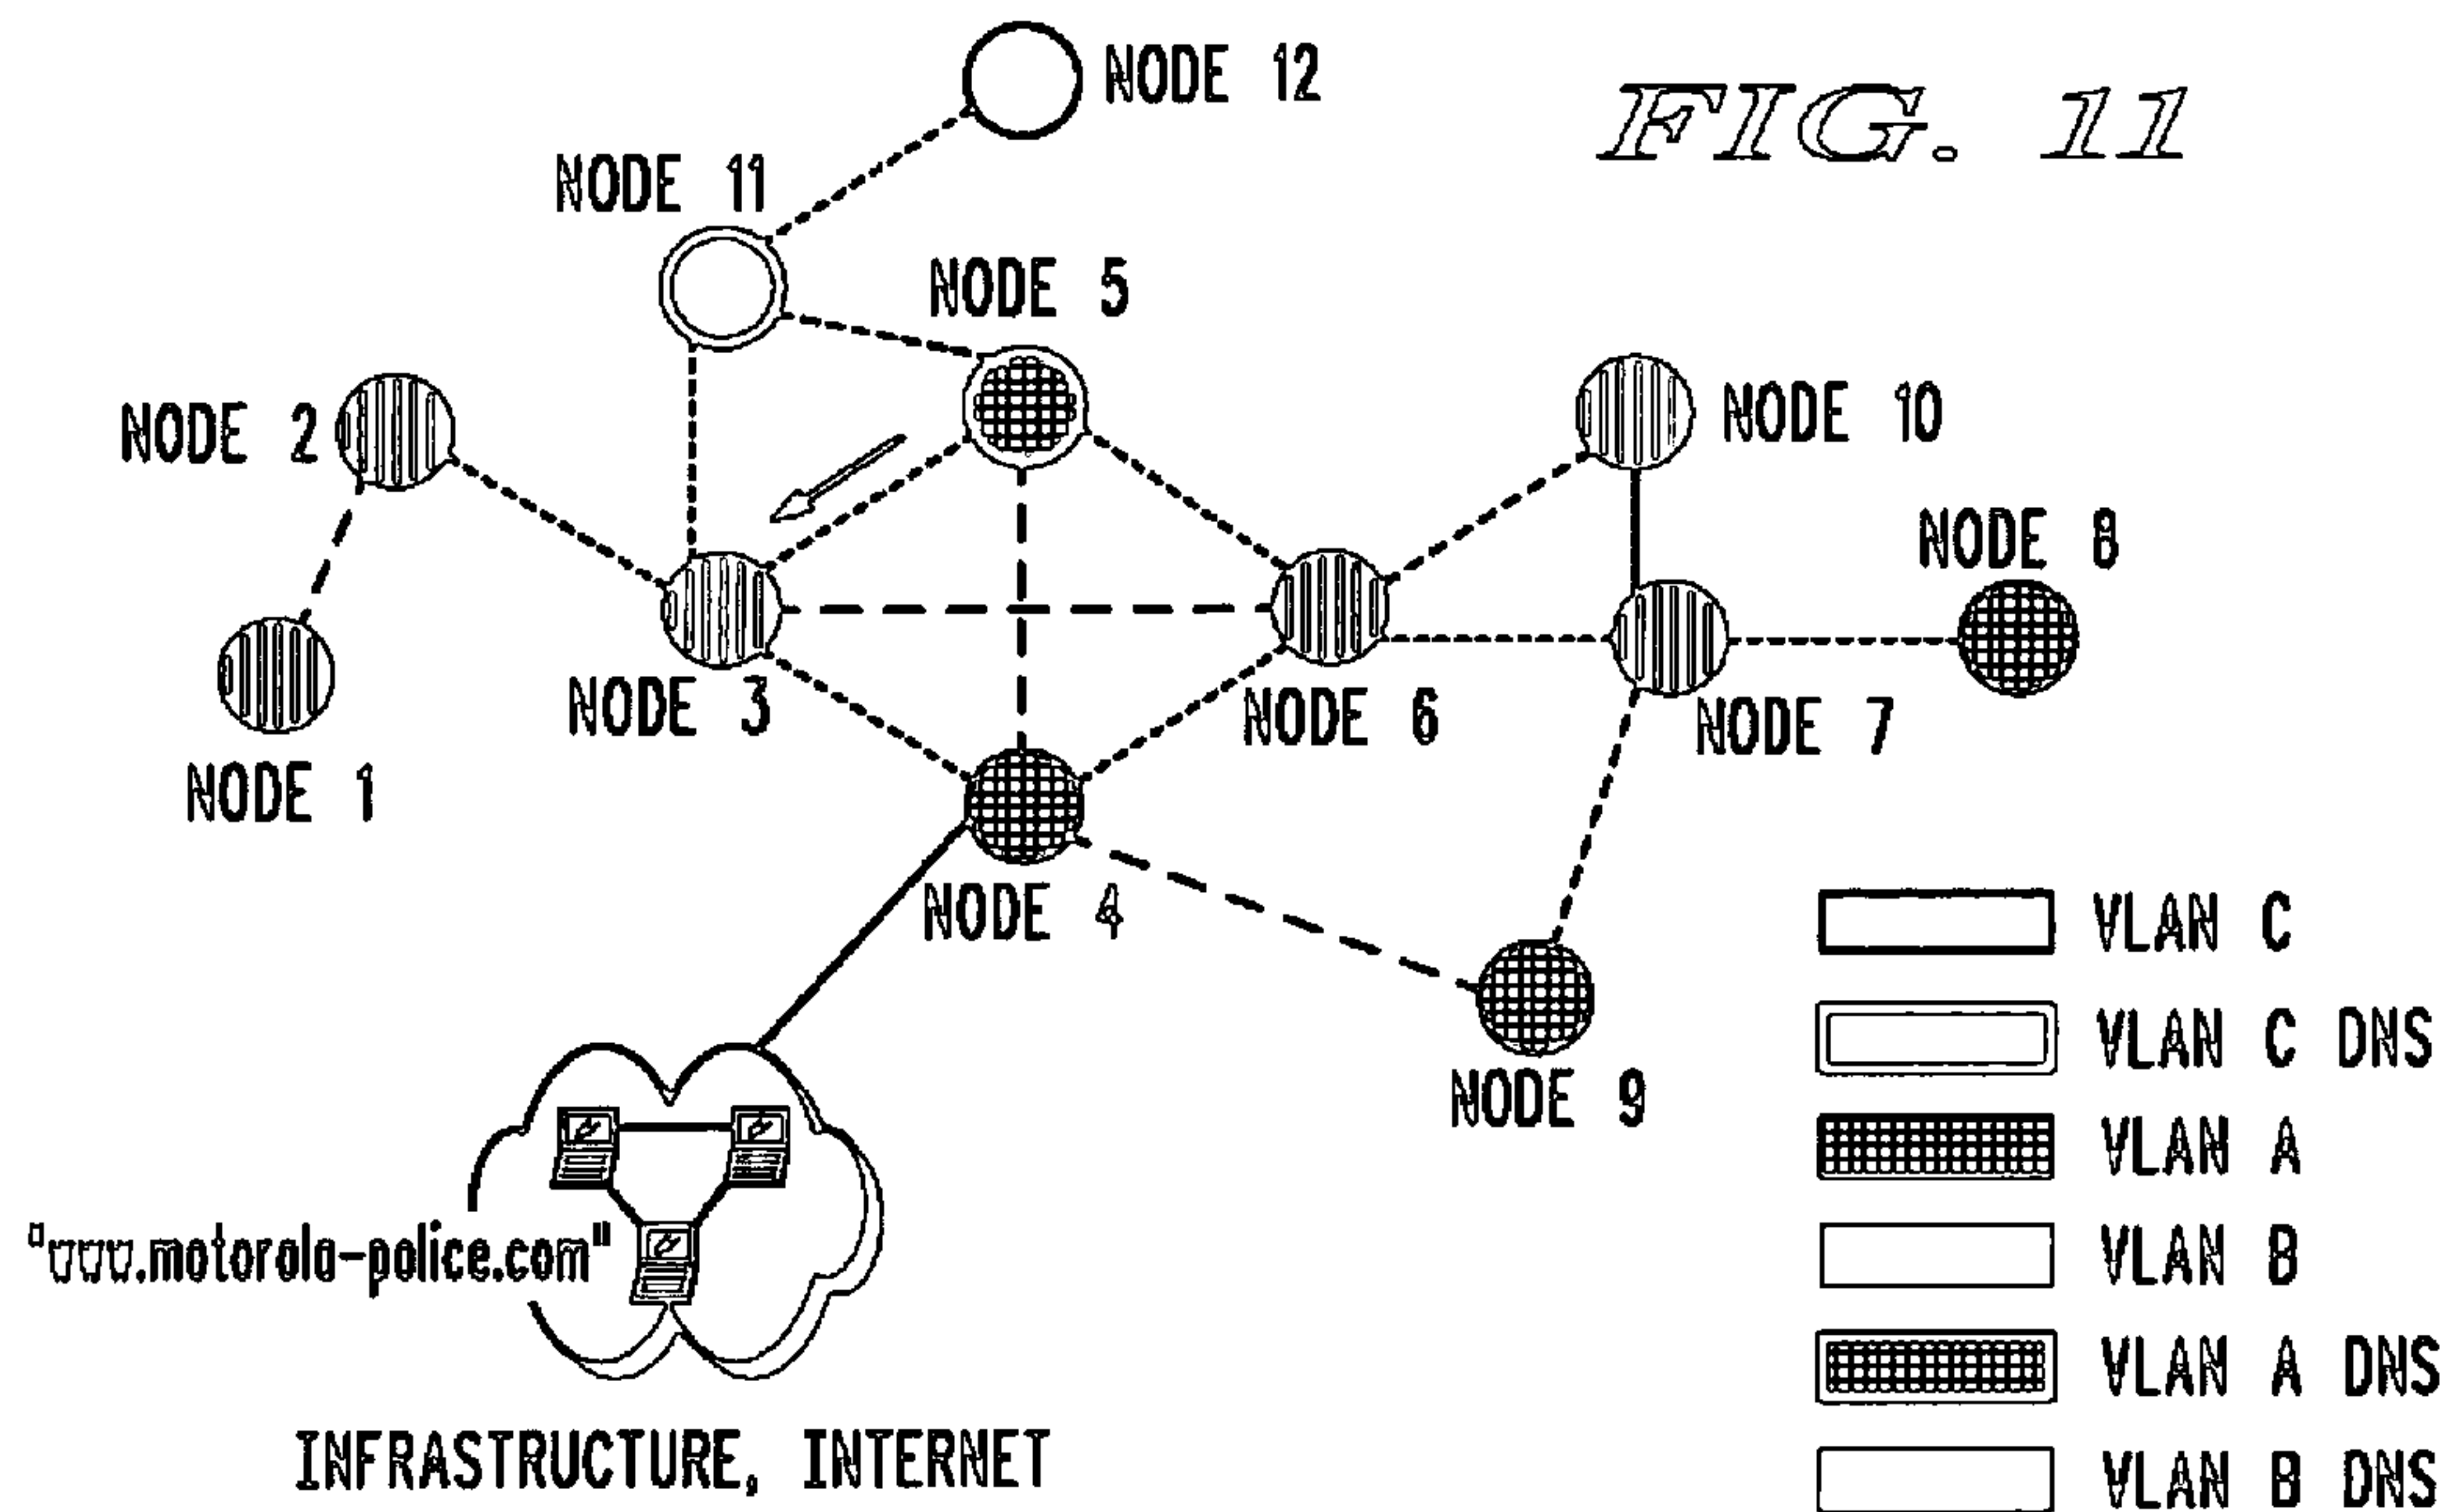 NODE 12
FIG. 11
NODE 11
NODE 5
NODE 2
NODE 10
NODE 8
NODE 3
NODE 6
NODE 7
NODE 1
NODE 4
NODE 9
VLAN C
VLAN C DNS
VLAN A
VLAN B
VLAN A DNS
VLAN B DNS
"www.motorola-police.com"
INFRASTRUCTURE, INTERNET